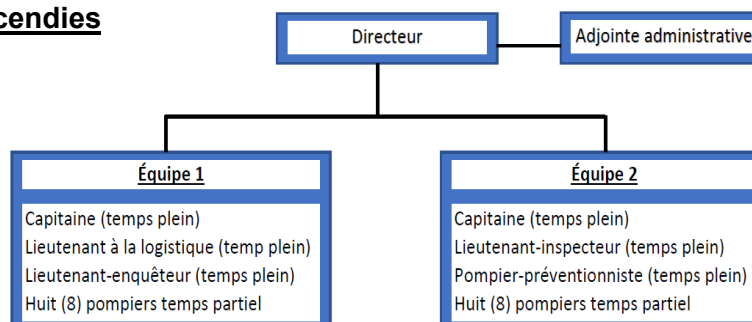 cendies
Directeur
Adjointe administrative
Équipe 1
Capitaine (temps plein)
Lieutenant à la logistique (temp plein)
Lieutenant-enquêteur (temps plein)
Huit (8) pompiers temps partiel
Équipe 2
Capitaine (temps plein)
Lieutenant-inspecteur (temps plein)
Pompier-préventionniste (temps plein)
Huit (8) pompiers temps partiel